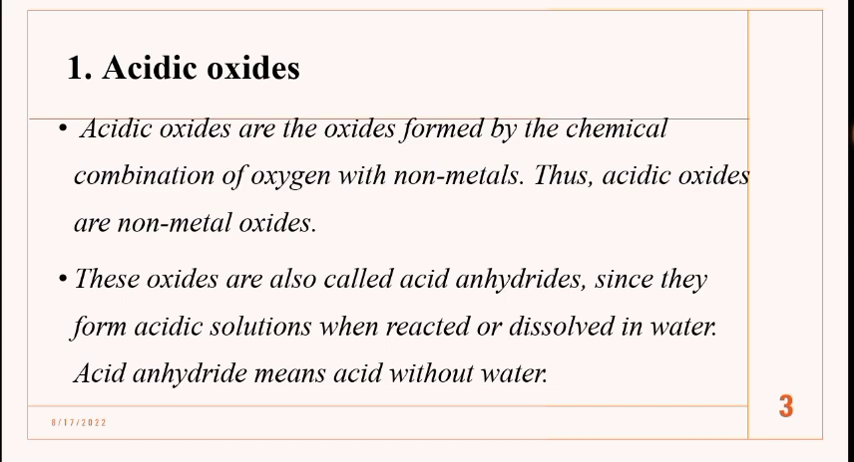 1. Acidic oxides
• Acidic oxides are the oxides formed by the chemical
combination of oxygen with non-metals. Thus, acidic oxides
are non-metal oxides.
• These oxides are also called acid anhydrides, since they
form acidic solutions when reacted or dissolved in water.
Acid anhydride means acid without water.
8/17/2022
3